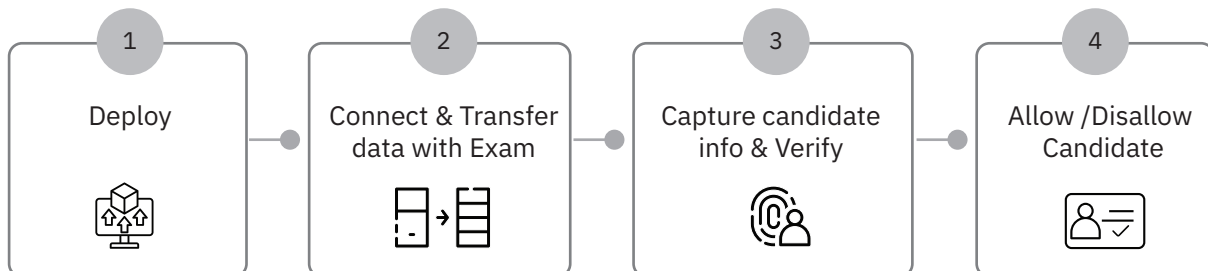 1
Deploy
2
Connect & Transfer
data with Exam
3
Capture candidate
info & Verify
4
Allow /Disallow
Candidate